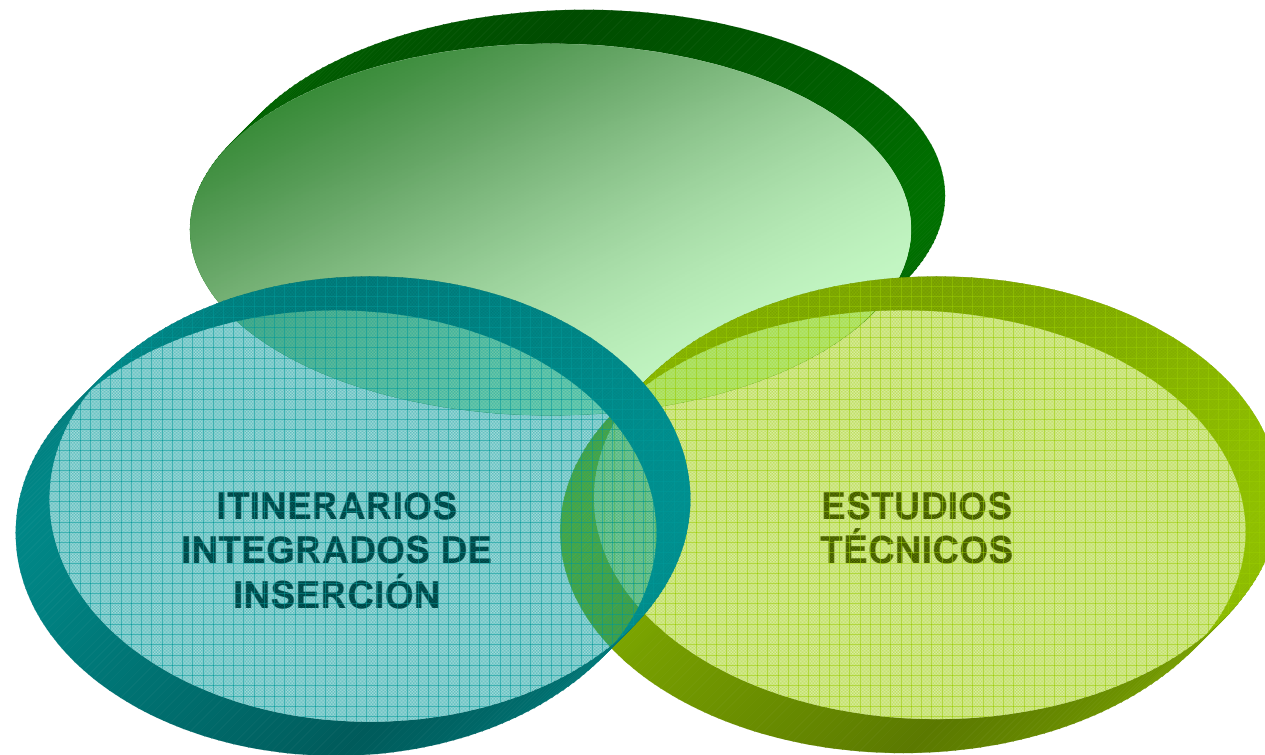 ITINERARIOS
INTEGRADOS DE
INSERCIÓN
ESTUDIOS
TÉCNICOS